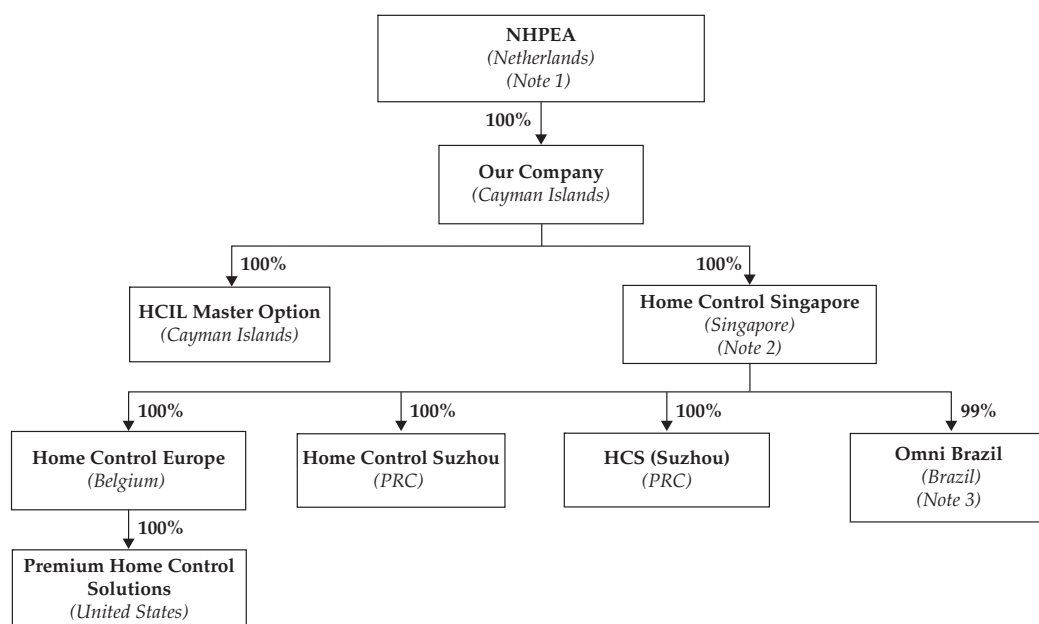 NHPEA
(Netherlands)
(Note 1)
100%
Our Company
(Cayman Islands)
100%
100%
HCIL Master Option
(Cayman Islands)
Home Control Singapore
(Singapore)
(Note 2)
100%
100%
100%
99%
Home Control Europe
(Belgium)
Home Control Suzhou
(PRC)
HCS (Suzhou)
(PRC)
Omni Brazil
(Brazil)
(Note 3)
100%
Premium Home Control
Solutions
(United States)